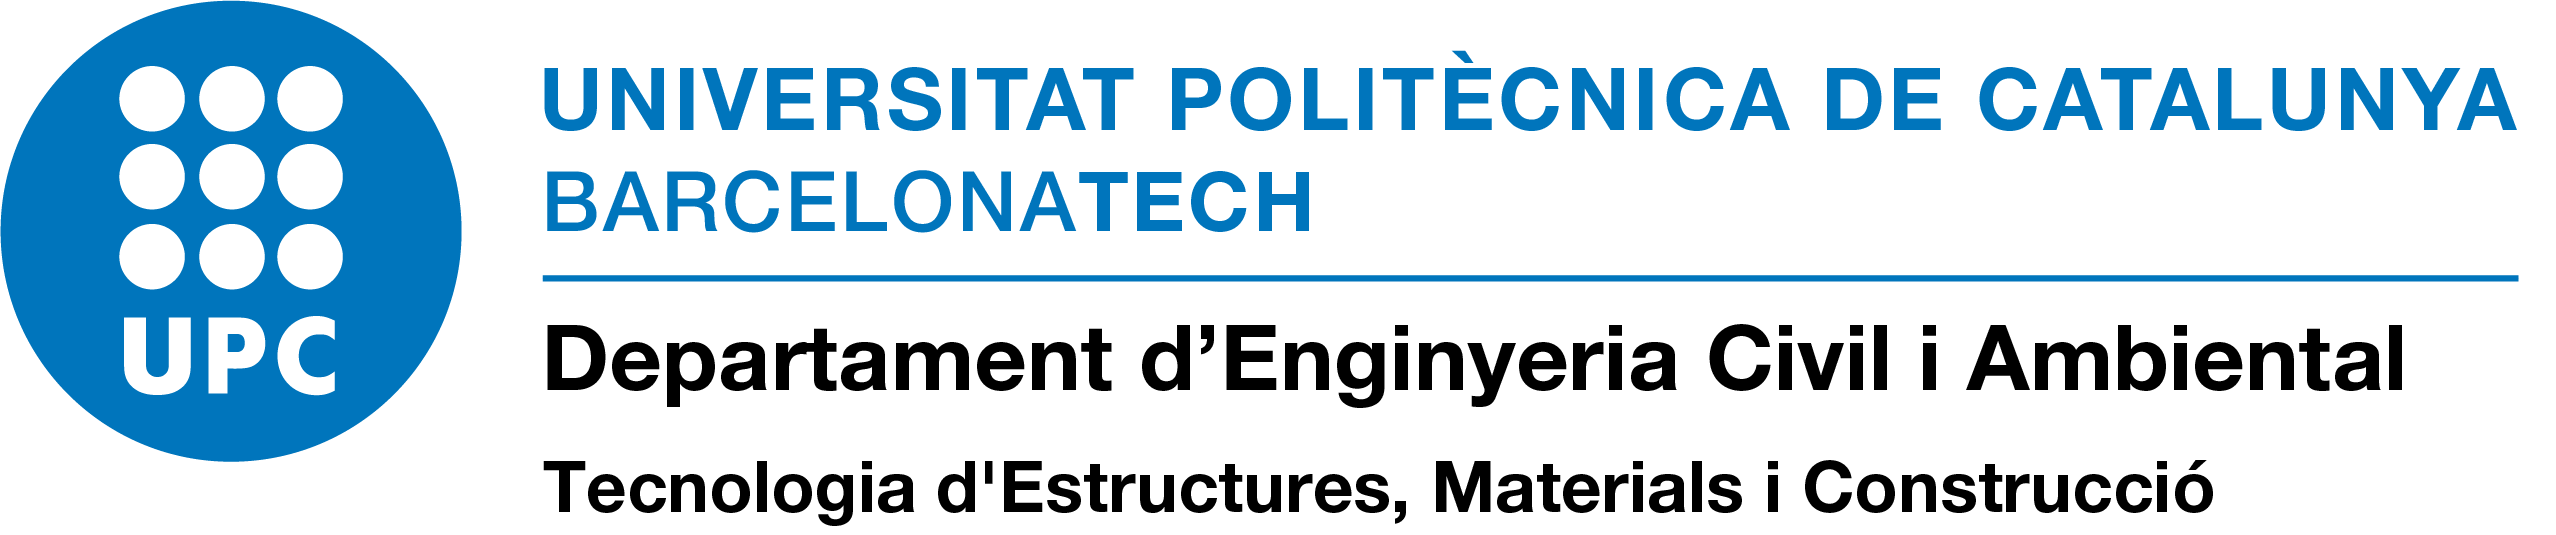 UPC
UNIVERSITAT POLITÈCNICA DE CATALUNYA
BARCELONATECH
Departament d’Enginyeria Civil i Ambiental
Tecnologia d'Estructures, Materials i Construcció